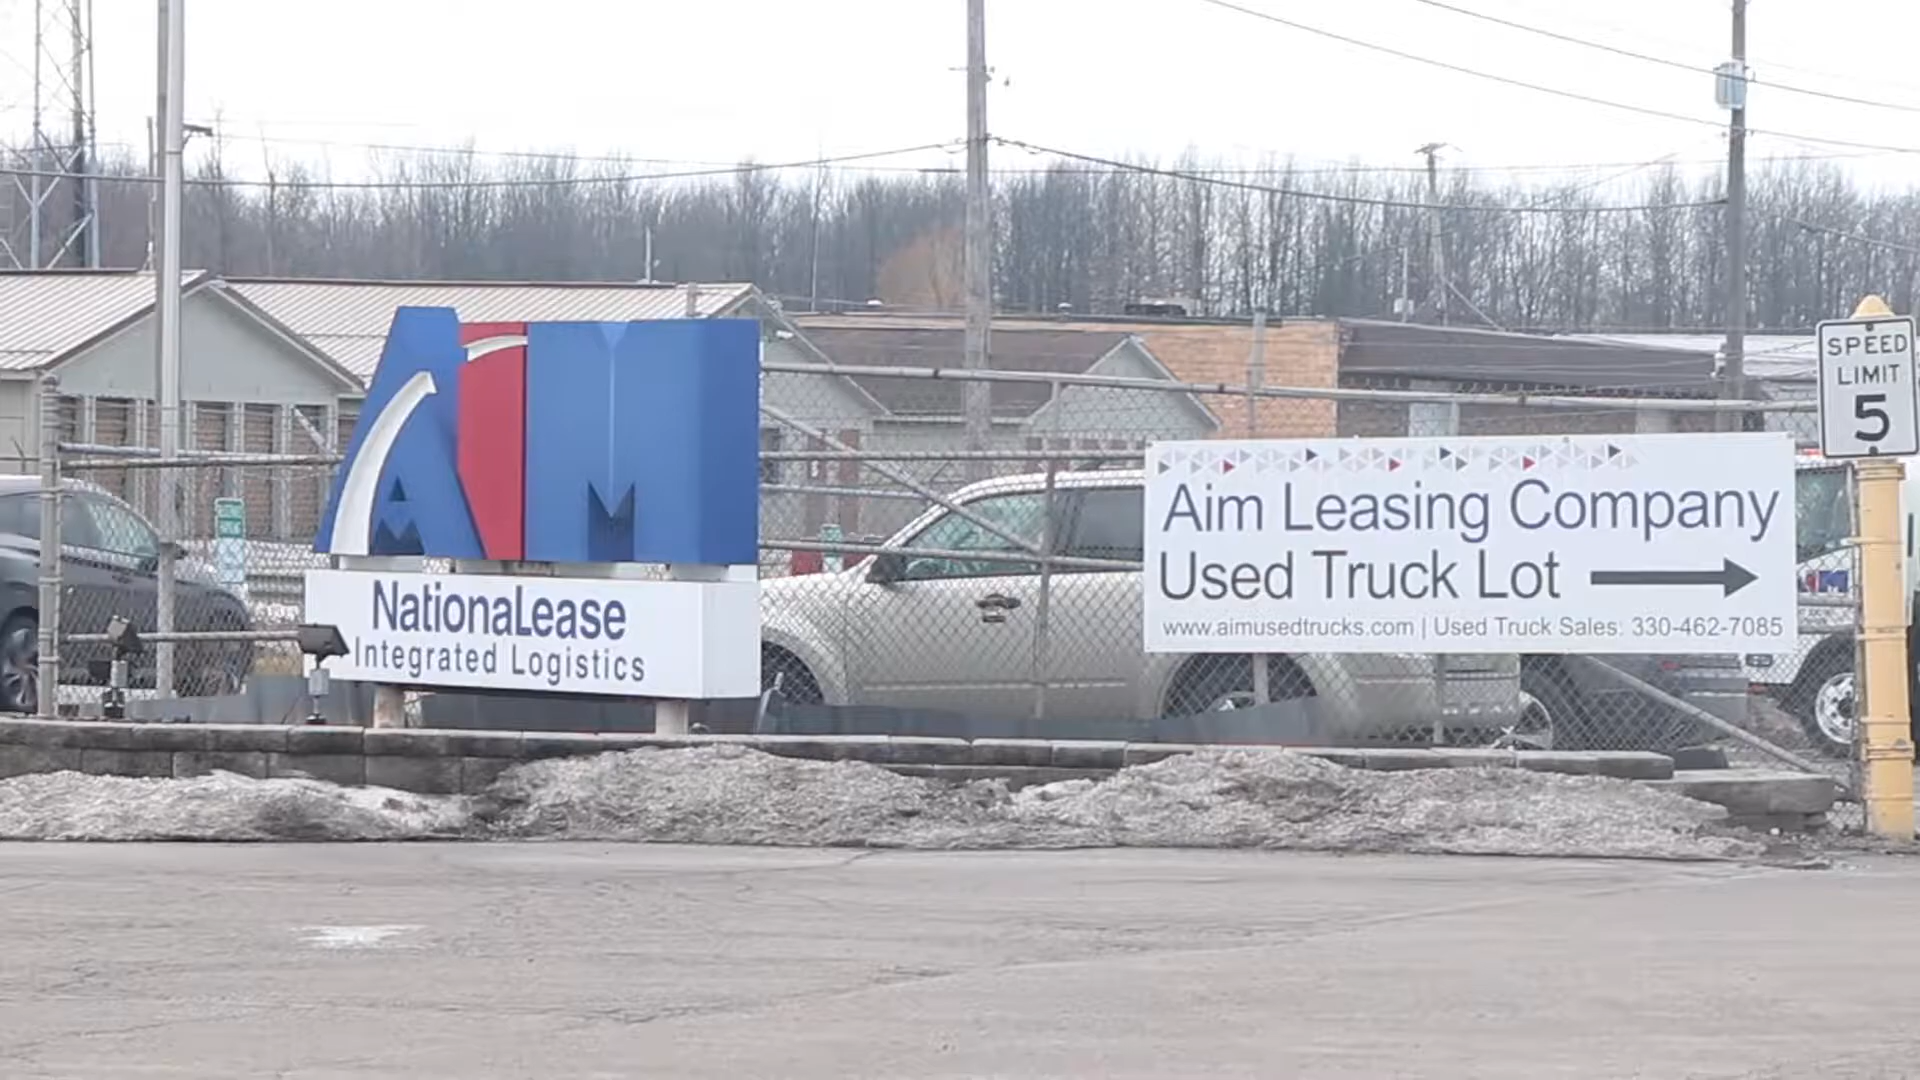 AIM
NationaLease
Integrated Logistics
Aim Leasing Company
Used Truck Lot
www.aimusedtrucks.com | Used Truck Sales: 330-462-7085
SPEED
LIMIT
5